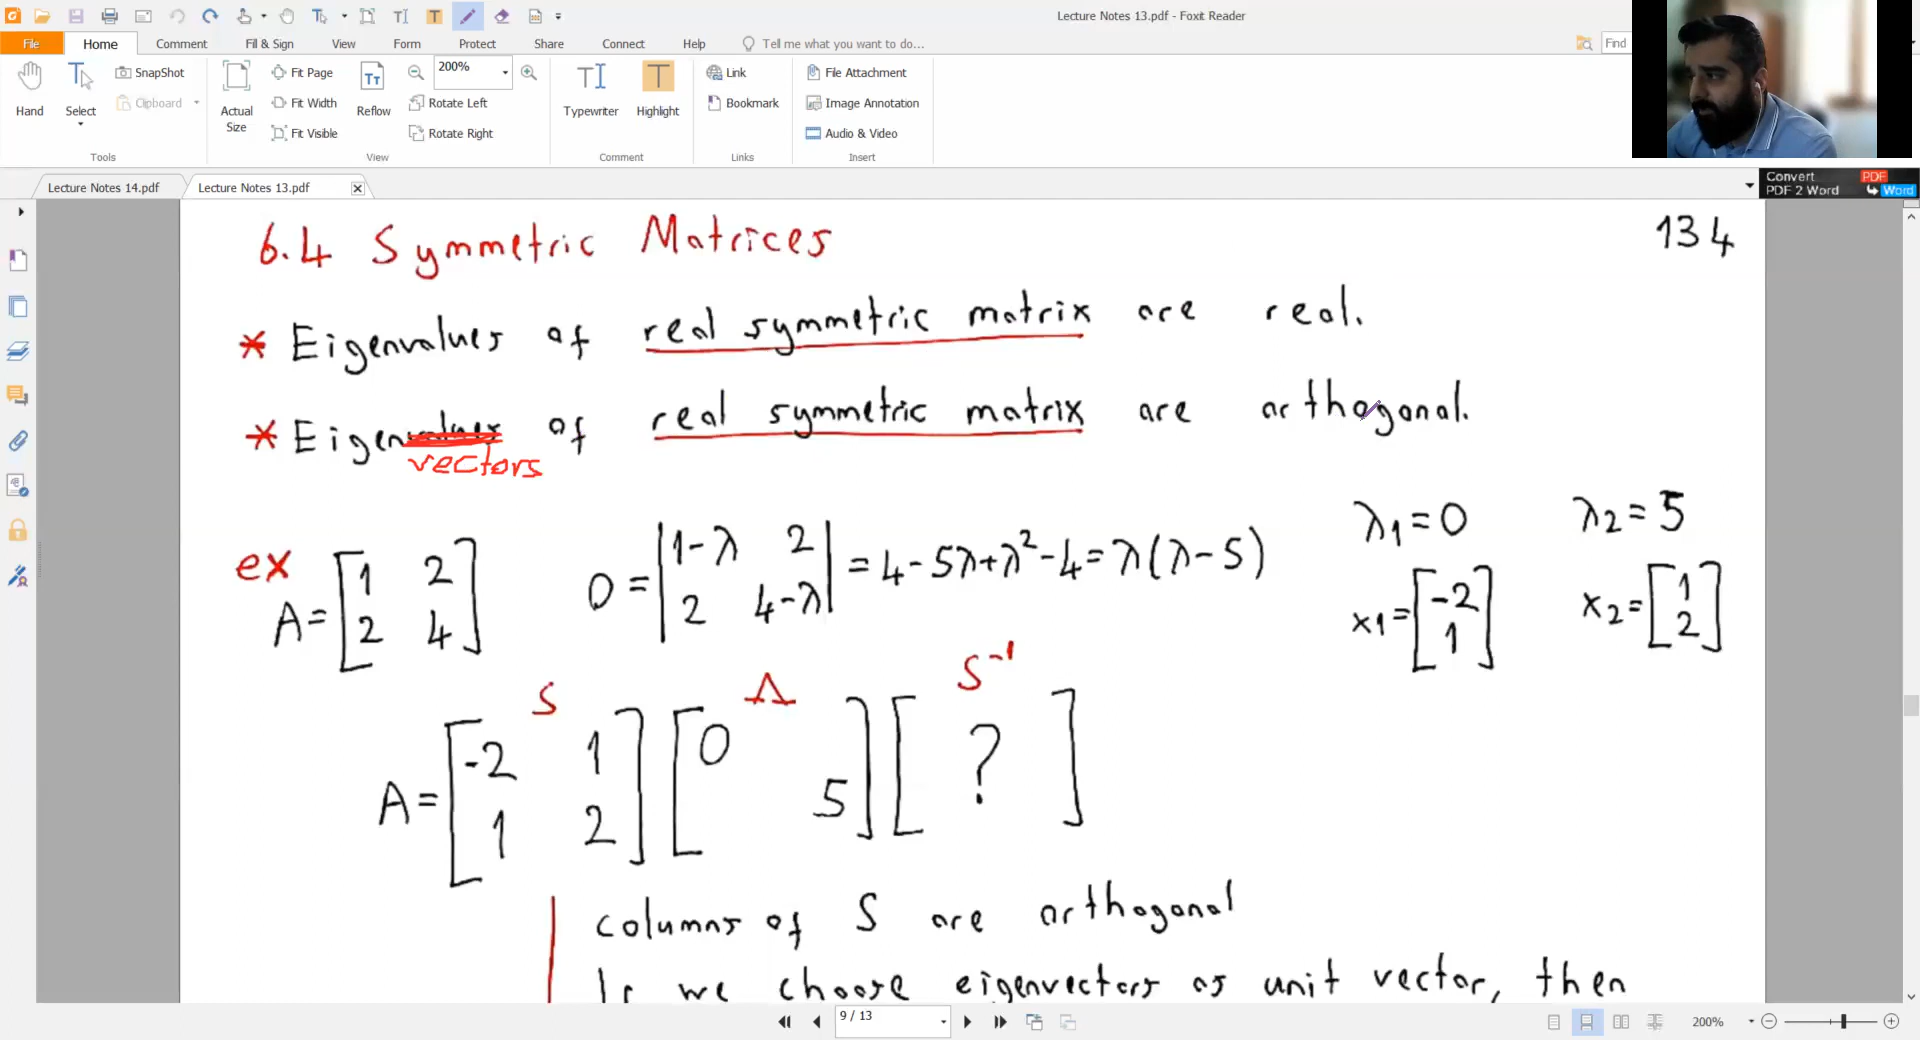 Lecture Notes 13.pdf - Foxit Reader
File Home Comment Fill & Sign View Form Protect Share Connect Help Tell me what you want to do... Find
Hand Select SnapShot Clipboard Actual Size Fit Page Fit Width Fit Visible Reflow 200% Rotate Left Rotate Right Typewriter Highlight Link Bookmark File Attachment Image Annotation Audio & Video
Tools View Comment Links Insert
Lecture Notes 14.pdf Lecture Notes 13.pdf
Convert PDF
PDF 2 Word Word
6.4 Symmetric Matrices 134
* Eigenvalues of real symmetric matrix are real.
* Eigenvalues of real symmetric matrix are orthogonal.
vectors
ex
A = [1 2; 2 4] 0 = |1-λ 2; 2 4-λ| = 4-5λ+λ²-4 = λ(λ-5) λ1=0 λ2=5
x1 = [-2; 1] x2 = [1; 2]
S Λ S⁻¹
A = [-2 1; 1 2] [0 5] [?]
columns of S are orthogonal
If we choose eigenvectors as unit vector, then
9 / 13 200%